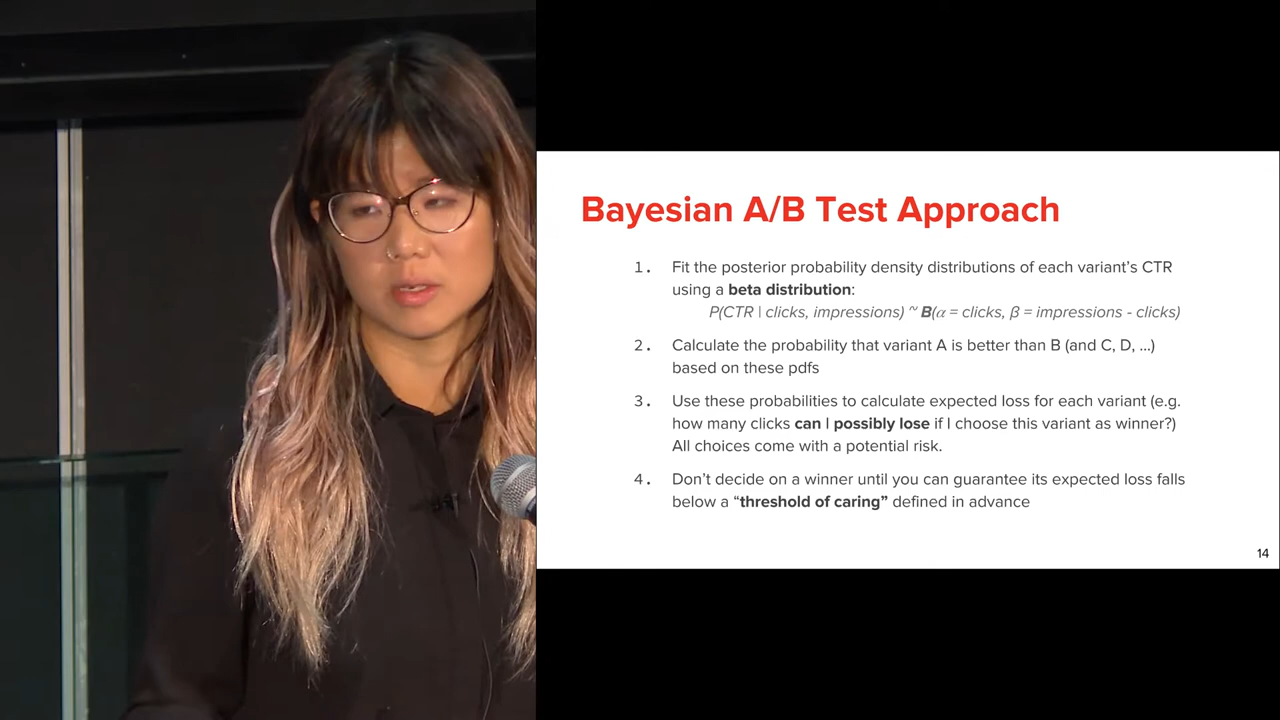 Bayesian A/B Test Approach
1. Fit the posterior probability density distributions of each variant's CTR
using a beta distribution:
P(CTR | clicks, impressions) ~ B(α = clicks, β = impressions - clicks)
2. Calculate the probability that variant A is better than B (and C, D, ...)
based on these pdfs
3. Use these probabilities to calculate expected loss for each variant (e.g.
how many clicks can I possibly lose if I choose this variant as winner?)
All choices come with a potential risk.
4. Don't decide on a winner until you can guarantee its expected loss falls
below a “threshold of caring” defined in advance
14